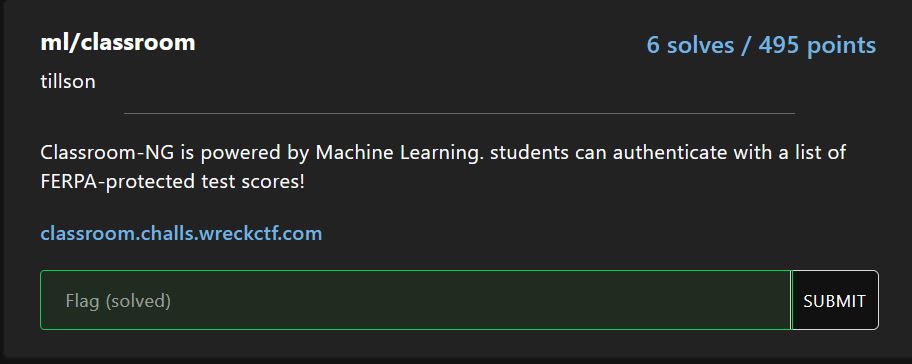 ml/classroom
6 solves / 495 points
tillson
Classroom-NG is powered by Machine Learning. students can authenticate with a list of
FERPA-protected test scores!
classroom.challs.wreckctf.com
Flag (solved)
SUBMIT